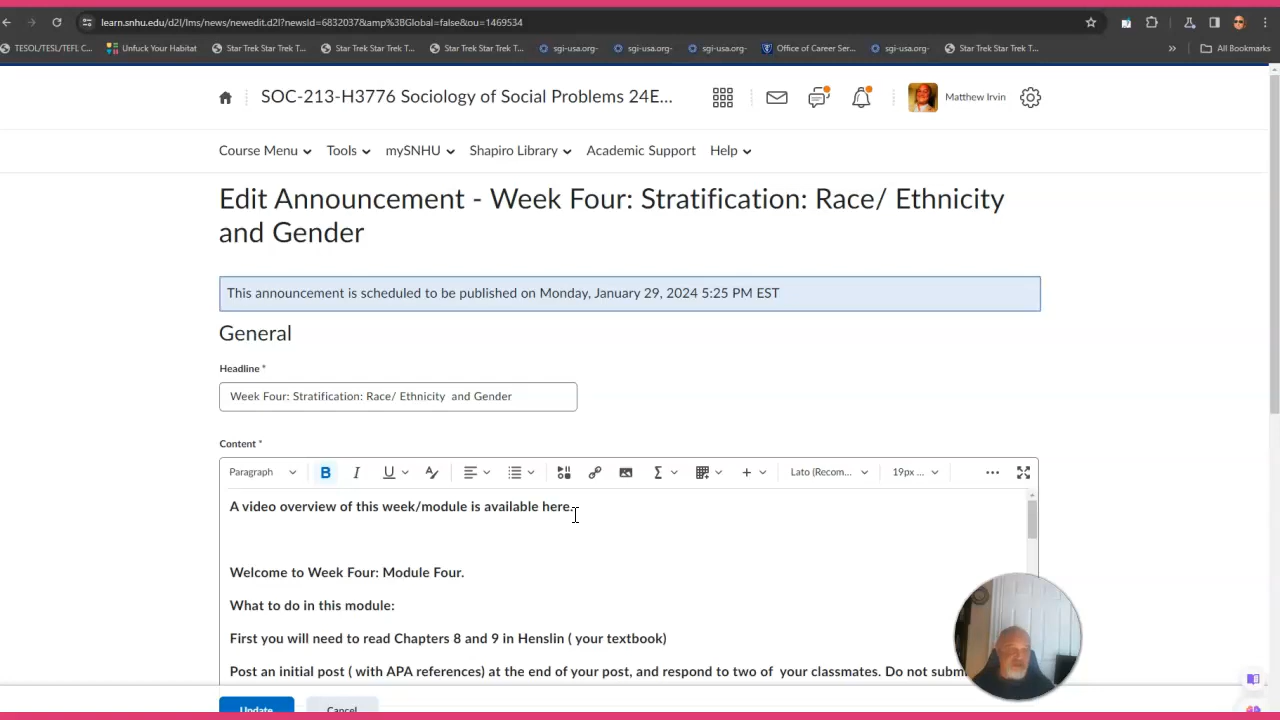 learn.snhu.edu/d2l/lms/news/newedit.d2l?newsId=6832037&amp%38Global=false&ou=1469534
TESOL/TESL/TEFL C... Unfuck Your Habitat Star Trek Star Trek T... Star Trek Star Trek T... Star Trek Star Trek T... sgi-usa.org- sgi-usa.org- sgi-usa.org- Office of Career Ser... sgi-usa.org- Star Trek Star Trek T... » All Bookmarks
SOC-213-H3776 Sociology of Social Problems 24E... Matthew Irvin
Course Menu Tools mySNHU Shapiro Library Academic Support Help
Edit Announcement - Week Four: Stratification: Race/ Ethnicity
and Gender
This announcement is scheduled to be published on Monday, January 29, 2024 5:25 PM EST
General
Headline *
Week Four: Stratification: Race/ Ethnicity and Gender
Content *
Paragraph B I U A Σ + Lato (Recom... 19px ... ...
A video overview of this week/module is available here.
Welcome to Week Four: Module Four.
What to do in this module:
First you will need to read Chapters 8 and 9 in Henslin ( your textbook)
Post an initial post ( with APA references) at the end of your post, and respond to two of your classmates. Do not subm
Update Cancel